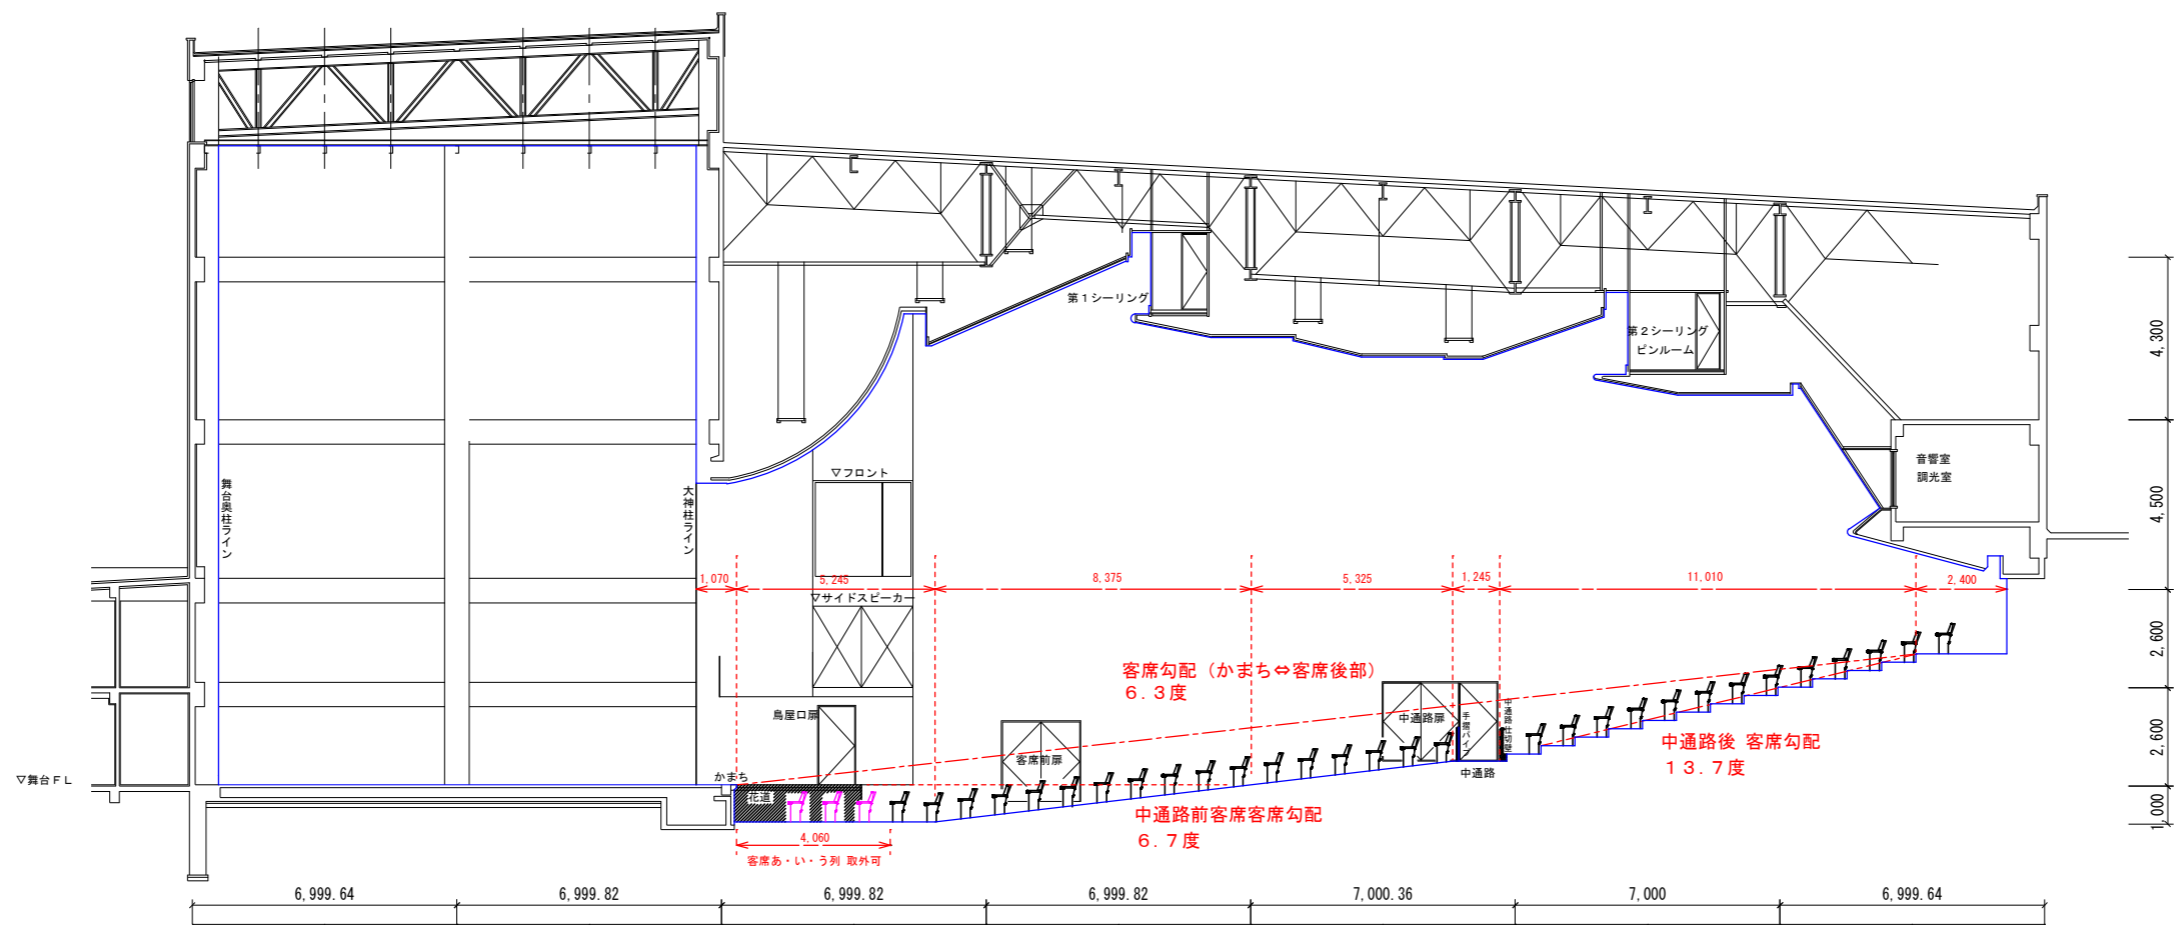 第１シーリング
第２シーリング
ピンルーム
4,300
音響室
調光室
▽フロント
舞台奥柱ライン
大神柱ライン
4,500
1,070
5,245
8,375
5,325
1,245
11,010
2,400
▽サイドスピーカー
2,600
客席勾配（かまち⇔客席後部）
６．３度
鳥屋口扉
中通路扉
手摺パイプ
中通路仕切壁
中通路後 客席勾配
１３．７度
2,600
客席前扉
中通路
▽舞台ＦＬ
かまち
花道
中通路前客席客席勾配
６．７度
1,000
4,060
客席あ・い・う列 取外可
6,999.64
6,999.82
6,999.82
6,999.82
7,000.36
7,000
6,999.64